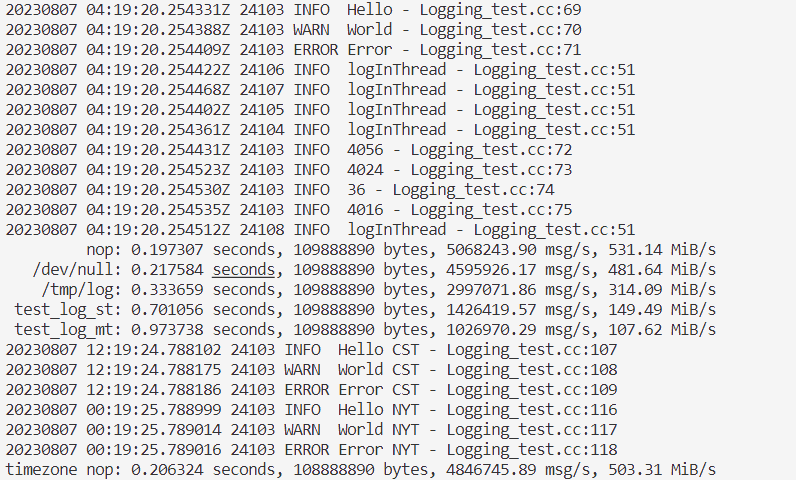 20230807 04:19:20.254331Z 24103 INFO  Hello - Logging_test.cc:69
20230807 04:19:20.254388Z 24103 WARN  World - Logging_test.cc:70
20230807 04:19:20.254409Z 24103 ERROR Error - Logging_test.cc:71
20230807 04:19:20.254422Z 24106 INFO  logInThread - Logging_test.cc:51
20230807 04:19:20.254468Z 24107 INFO  logInThread - Logging_test.cc:51
20230807 04:19:20.254402Z 24105 INFO  logInThread - Logging_test.cc:51
20230807 04:19:20.254361Z 24104 INFO  logInThread - Logging_test.cc:51
20230807 04:19:20.254431Z 24103 INFO  4056 - Logging_test.cc:72
20230807 04:19:20.254523Z 24103 INFO  4024 - Logging_test.cc:73
20230807 04:19:20.254530Z 24103 INFO  36 - Logging_test.cc:74
20230807 04:19:20.254535Z 24103 INFO  4016 - Logging_test.cc:75
20230807 04:19:20.254512Z 24108 INFO  logInThread - Logging_test.cc:51
         nop: 0.197307 seconds, 109888890 bytes, 5068243.90 msg/s, 531.14 MiB/s
   /dev/null: 0.217584 seconds, 109888890 bytes, 4595926.17 msg/s, 481.64 MiB/s
    /tmp/log: 0.333659 seconds, 109888890 bytes, 2997071.86 msg/s, 314.09 MiB/s
 test_log_st: 0.701056 seconds, 109888890 bytes, 1426419.57 msg/s, 149.49 MiB/s
 test_log_mt: 0.973738 seconds, 109888890 bytes, 1026970.29 msg/s, 107.62 MiB/s
20230807 12:19:24.788102 24103 INFO  Hello CST - Logging_test.cc:107
20230807 12:19:24.788175 24103 WARN  World CST - Logging_test.cc:108
20230807 12:19:24.788186 24103 ERROR Error CST - Logging_test.cc:109
20230807 00:19:25.788999 24103 INFO  Hello NYT - Logging_test.cc:116
20230807 00:19:25.789014 24103 WARN  World NYT - Logging_test.cc:117
20230807 00:19:25.789016 24103 ERROR Error NYT - Logging_test.cc:118
timezone nop: 0.206324 seconds, 108888890 bytes, 4846745.89 msg/s, 503.31 MiB/s